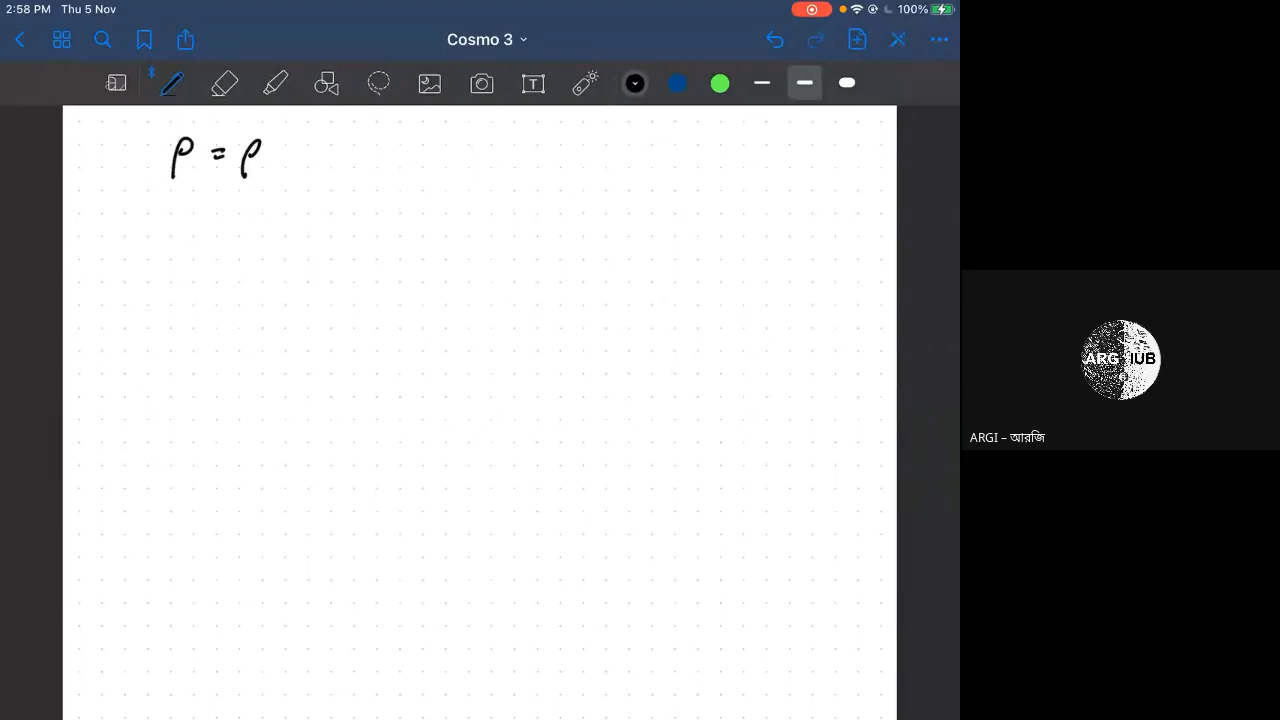 2:58 PM Thu 5 Nov 100%
Cosmo 3
T
ρ = ρ
ARG IUB
ARGI – আরজি